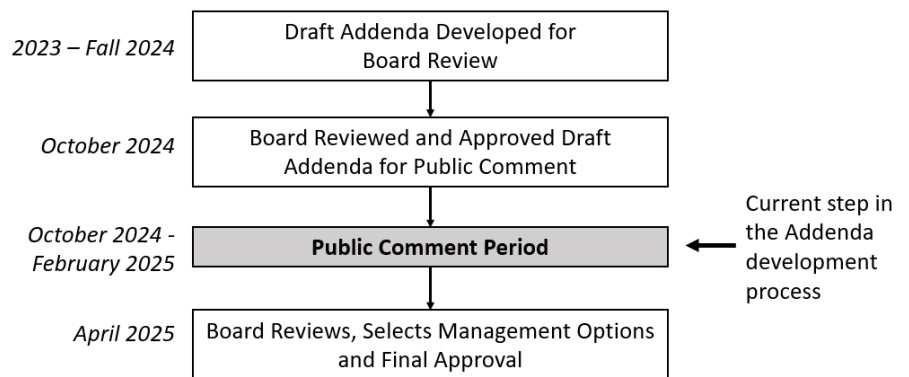 2023 – Fall 2024
Draft Addenda Developed for
Board Review
October 2024
Board Reviewed and Approved Draft
Addenda for Public Comment
October 2024 -
February 2025
Public Comment Period
Current step in
the Addenda
development
process
April 2025
Board Reviews, Selects Management Options
and Final Approval